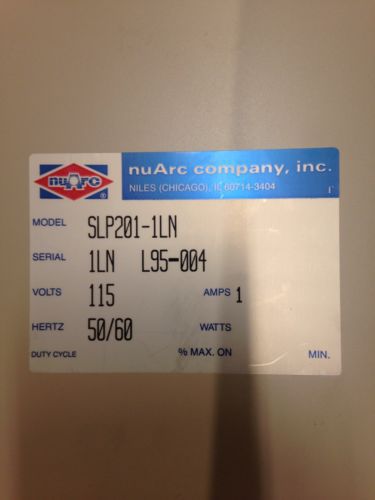 nuArc
®
nuArc company, inc.
NILES (CHICAGO), IL 60714-3404
MODEL SLP201-1LN
SERIAL 1LN L95-004
VOLTS 115 AMPS 1
HERTZ 50/60 WATTS
DUTY CYCLE % MAX. ON MIN.